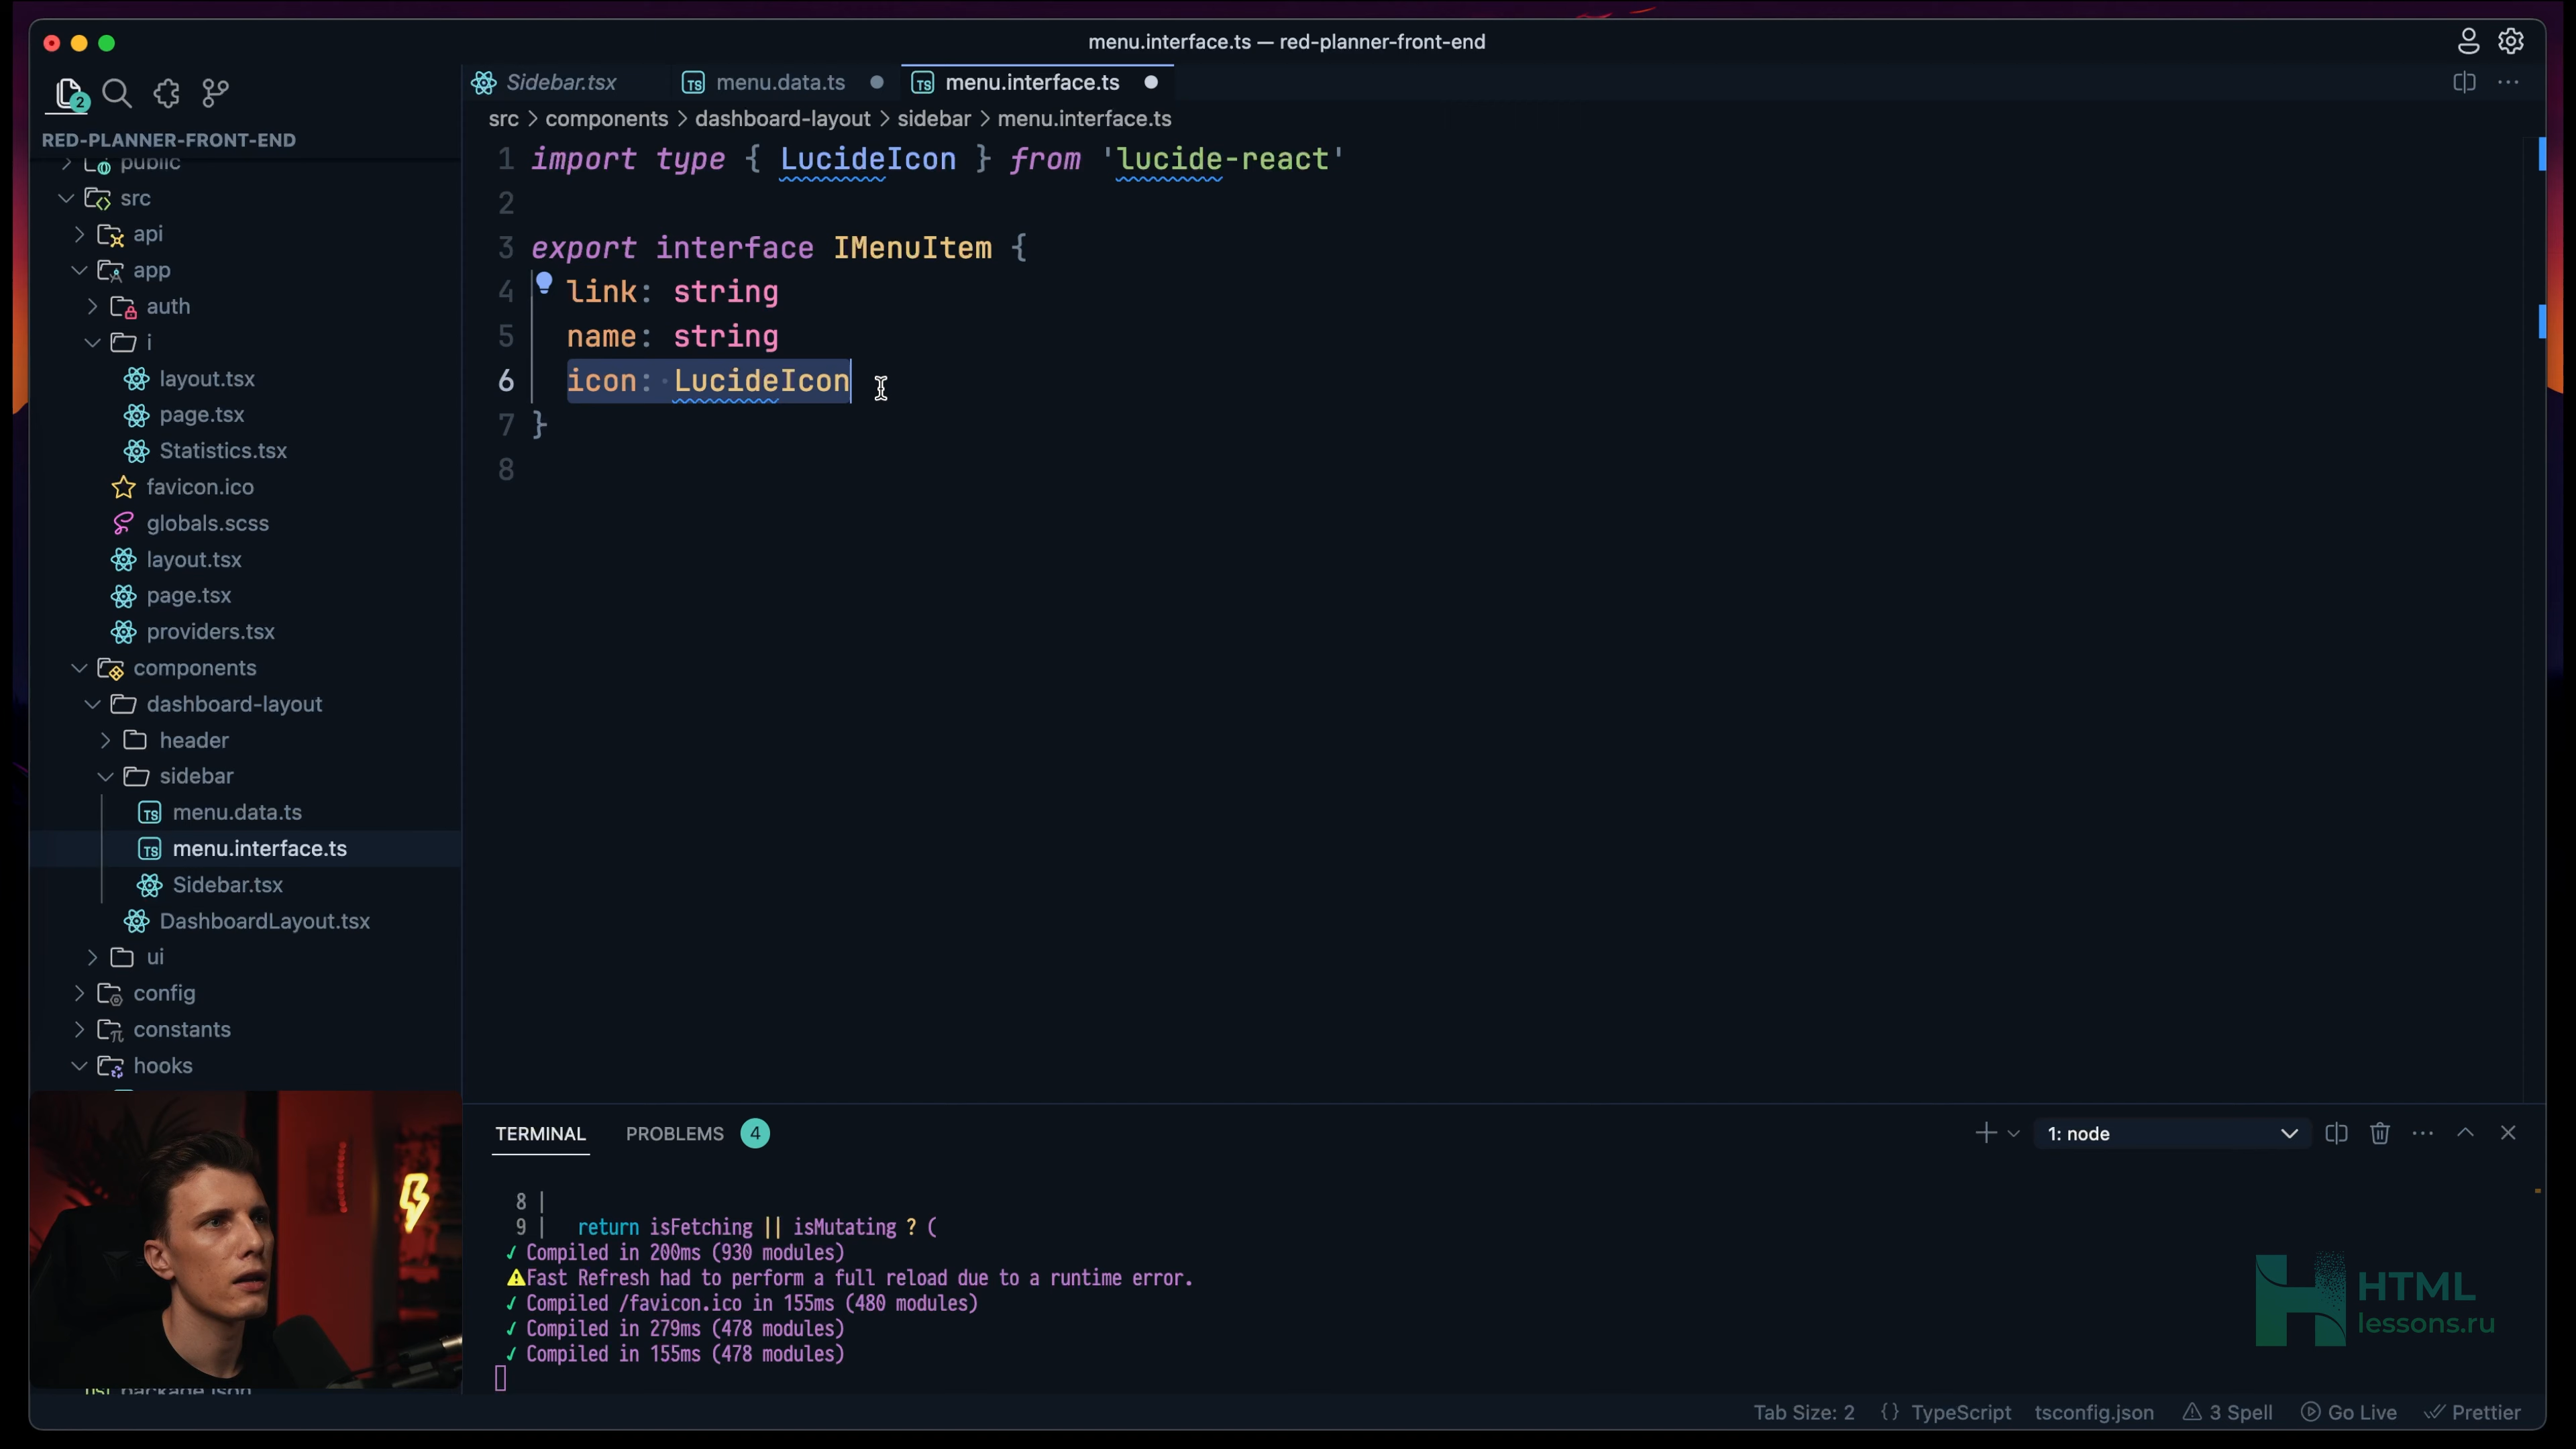 menu.interface.ts — red-planner-front-end
2
RED-PLANNER-FRONT-END
public
src
api
app
auth
i
layout.tsx
page.tsx
Statistics.tsx
favicon.ico
globals.scss
layout.tsx
page.tsx
providers.tsx
components
dashboard-layout
header
sidebar
menu.data.ts
menu.interface.ts
Sidebar.tsx
DashboardLayout.tsx
ui
config
constants
hooks
package.json
Sidebar.tsx
menu.data.ts
menu.interface.ts
src > components > dashboard-layout > sidebar > menu.interface.ts
1 import type { LucideIcon } from 'lucide-react'
2
3 export interface IMenuItem {
4 link: string
5 name: string
6 icon: LucideIcon
7 }
8
TERMINAL PROBLEMS 4
1: node
8 |
9 | return isFetching || isMutating ? (
✓ Compiled in 200ms (930 modules)
⚠Fast Refresh had to perform a full reload due to a runtime error.
✓ Compiled /favicon.ico in 155ms (480 modules)
✓ Compiled in 279ms (478 modules)
✓ Compiled in 155ms (478 modules)
HTML
lessons.ru
Tab Size: 2 {} TypeScript tsconfig.json 3 Spell Go Live Prettier